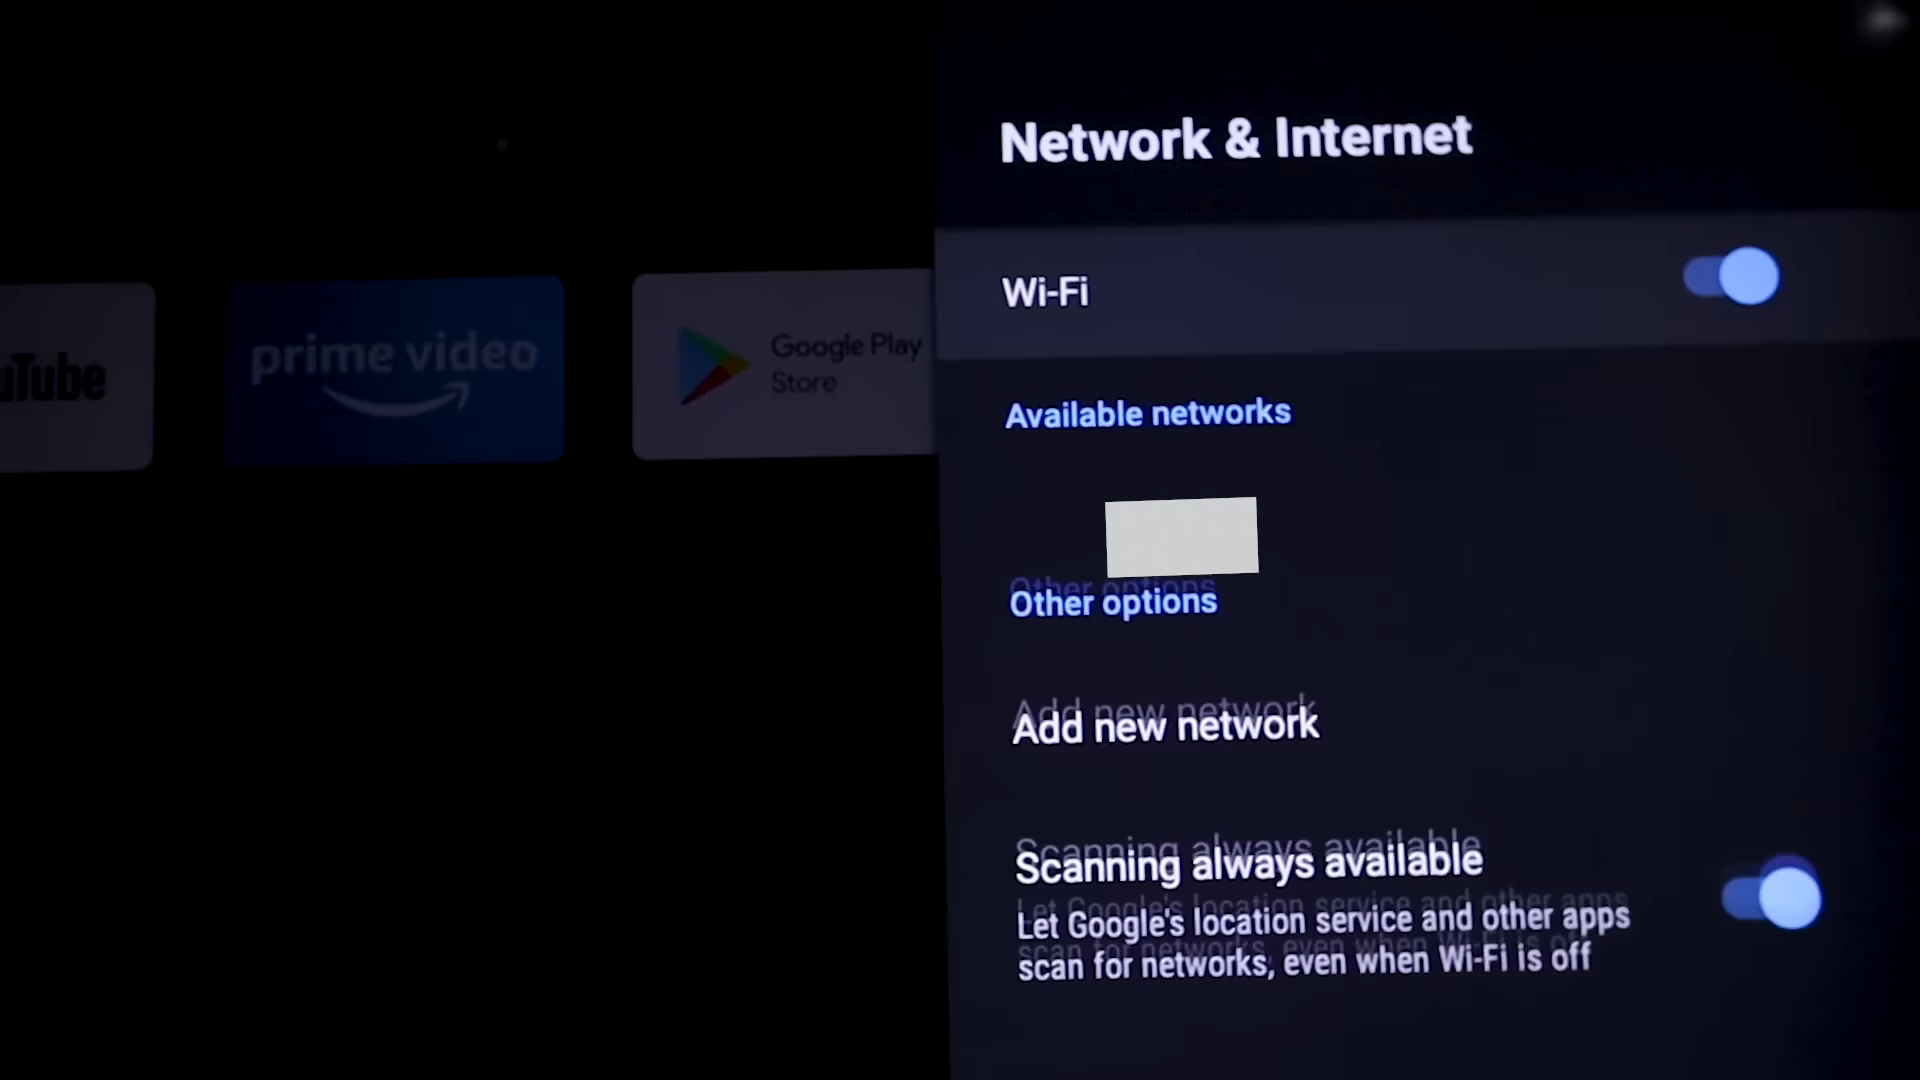 Network & Internet
Wi-Fi
uTube
prime video
Google Play
Store
Available networks
Other options
Add new network
Scanning always available
Let Google's location service and other apps
scan for networks, even when Wi-Fi is off